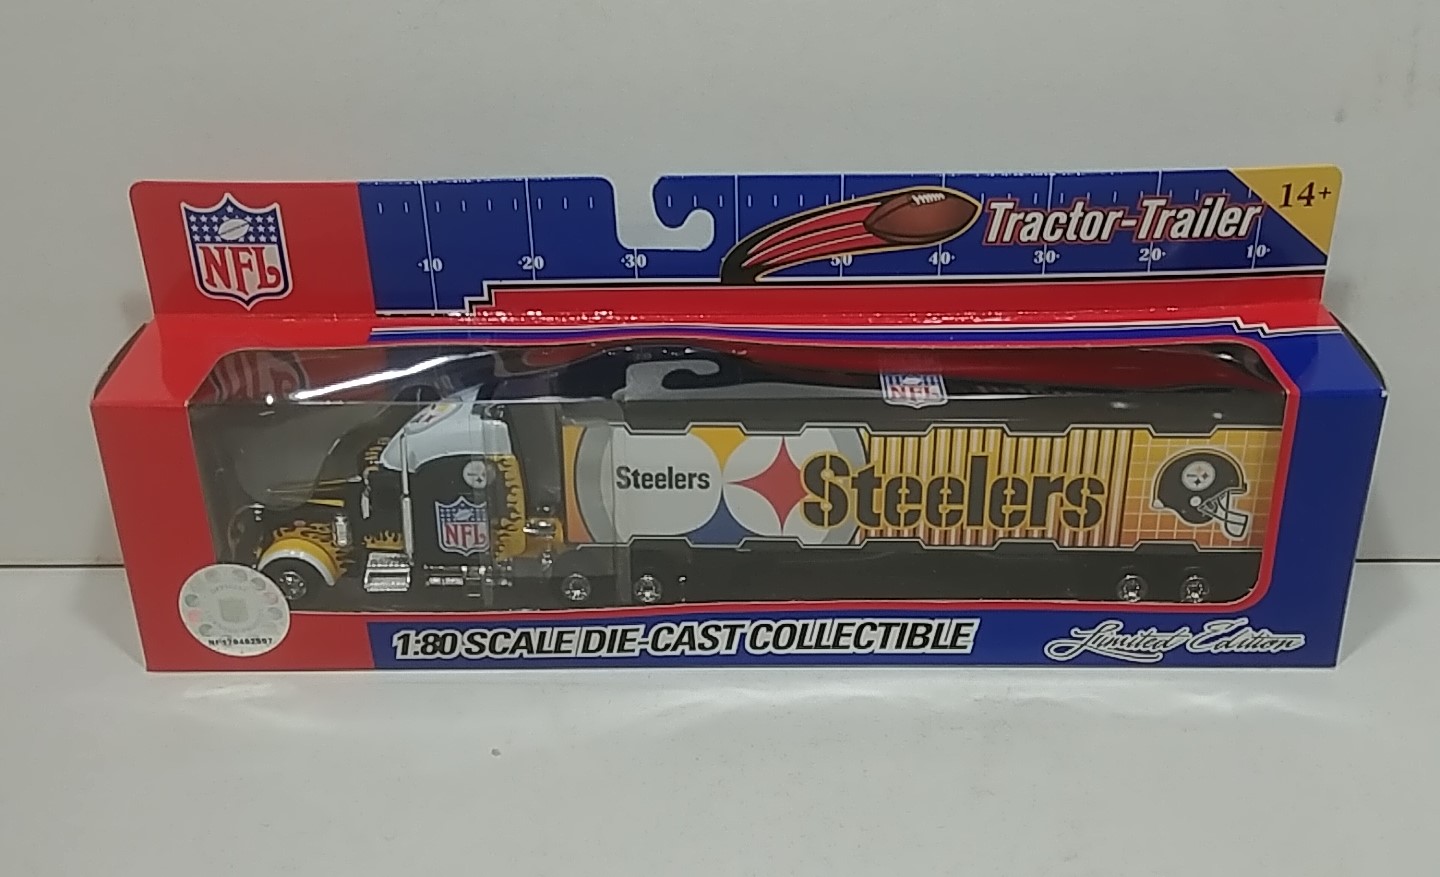 NFL
Tractor-Trailer
14+
10 20 30 50 40 30 20 10
NFL
Steelers
Steelers
NFL
1:80 SCALE DIE-CAST COLLECTIBLE
Limited Edition